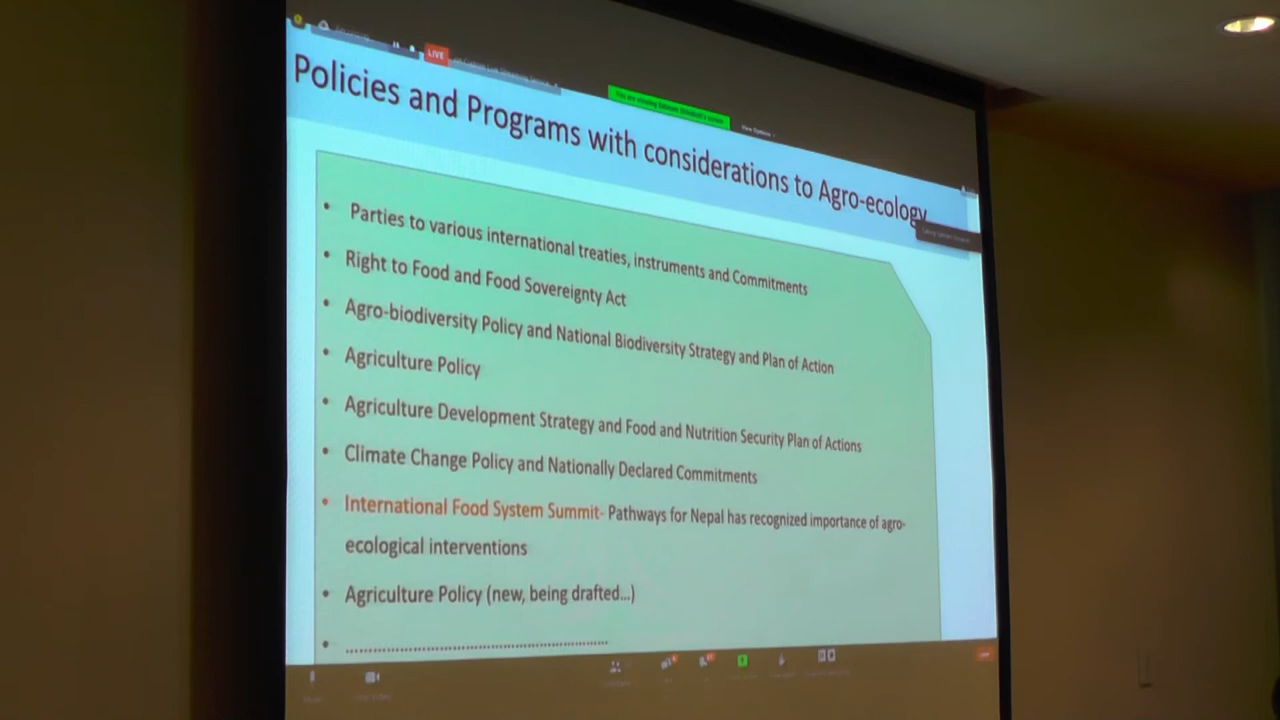 LIVE
View Options
Policies and Programs with considerations to Agro-ecology
• Parties to various international treaties, instruments and Commitments
• Right to Food and Food Sovereignty Act
• Agro-biodiversity Policy and National Biodiversity Strategy and Plan of Action
• Agriculture Policy
• Agriculture Development Strategy and Food and Nutrition Security Plan of Actions
• Climate Change Policy and Nationally Declared Commitments
• International Food System Summit- Pathways for Nepal has recognized importance of agro-
ecological interventions
• Agriculture Policy (new, being drafted...)
• ......................................................